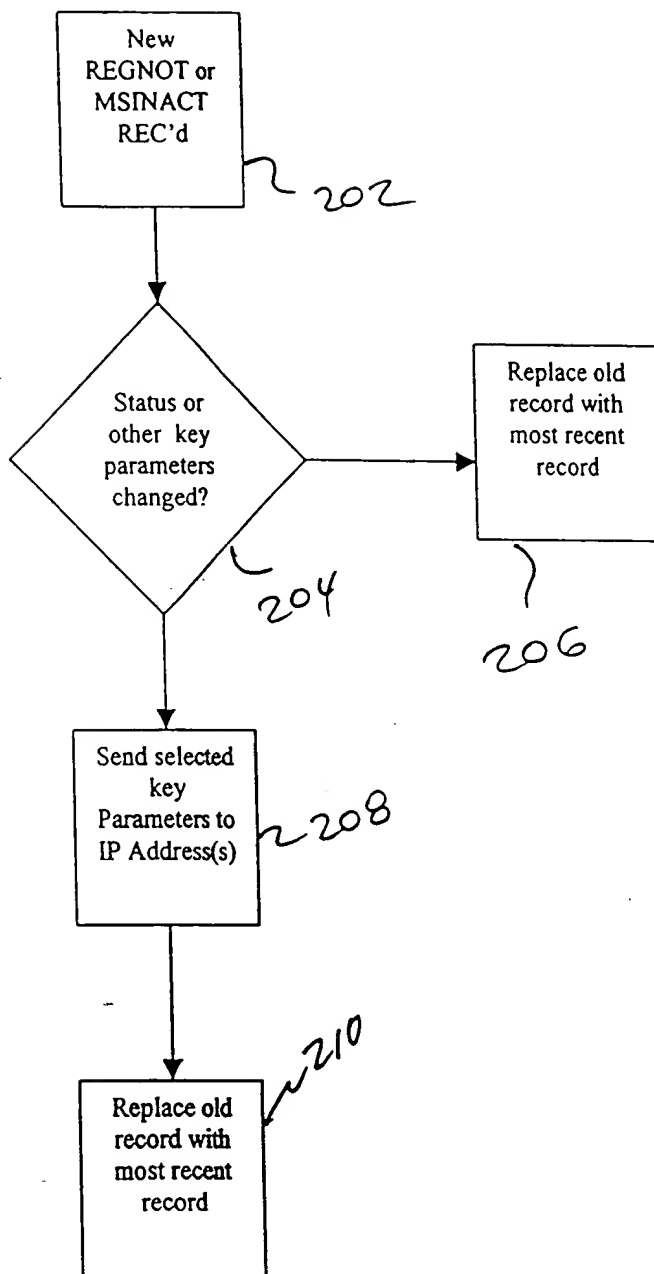 New
REGNOT or
MSINACT
REC'd
202
Status or
other key
parameters
changed?
204
Replace old
record with
most recent
record
206
Send selected
key
Parameters to
IP Address(s)
208
210
Replace old
record with
most recent
record